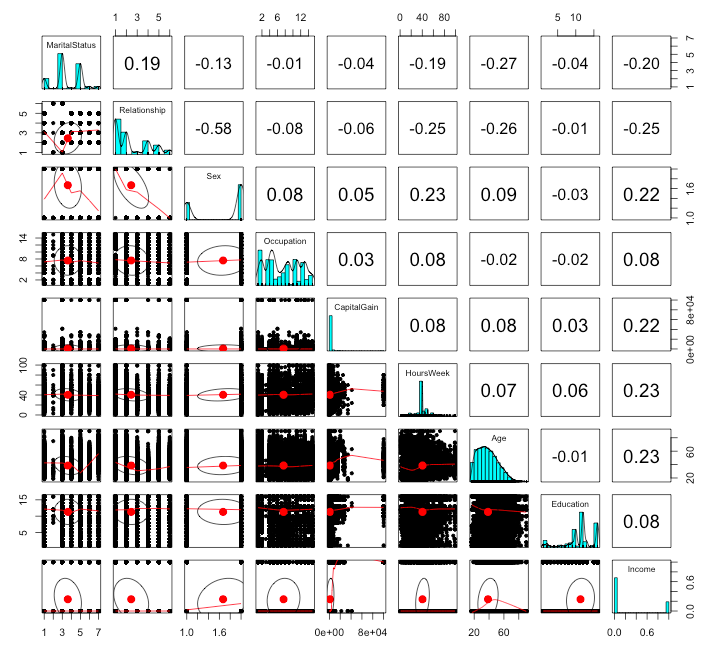 1 3 5 2 6 12 0 40 80 5 10
MaritalStatus 0.19 -0.13 -0.01 -0.04 -0.19 -0.27 -0.04 -0.20 1 3 5 7
1 3 5 Relationship -0.58 -0.08 -0.06 -0.25 -0.26 -0.01 -0.25
Sex 0.08 0.05 0.23 0.09 -0.03 0.22 1.0 1.6
2 8 14 Occupation 0.03 0.08 -0.02 -0.02 0.08
CapitalGain 0.08 0.08 0.03 0.22 0e+00 8e+04
0 40 100 HoursWeek 0.07 0.06 0.23
Age -0.01 0.23 20 60
5 15 Education 0.08
Income 0.0 0.6
1 3 5 7 1.0 1.6 0e+00 8e+04 20 60 0.0 0.6